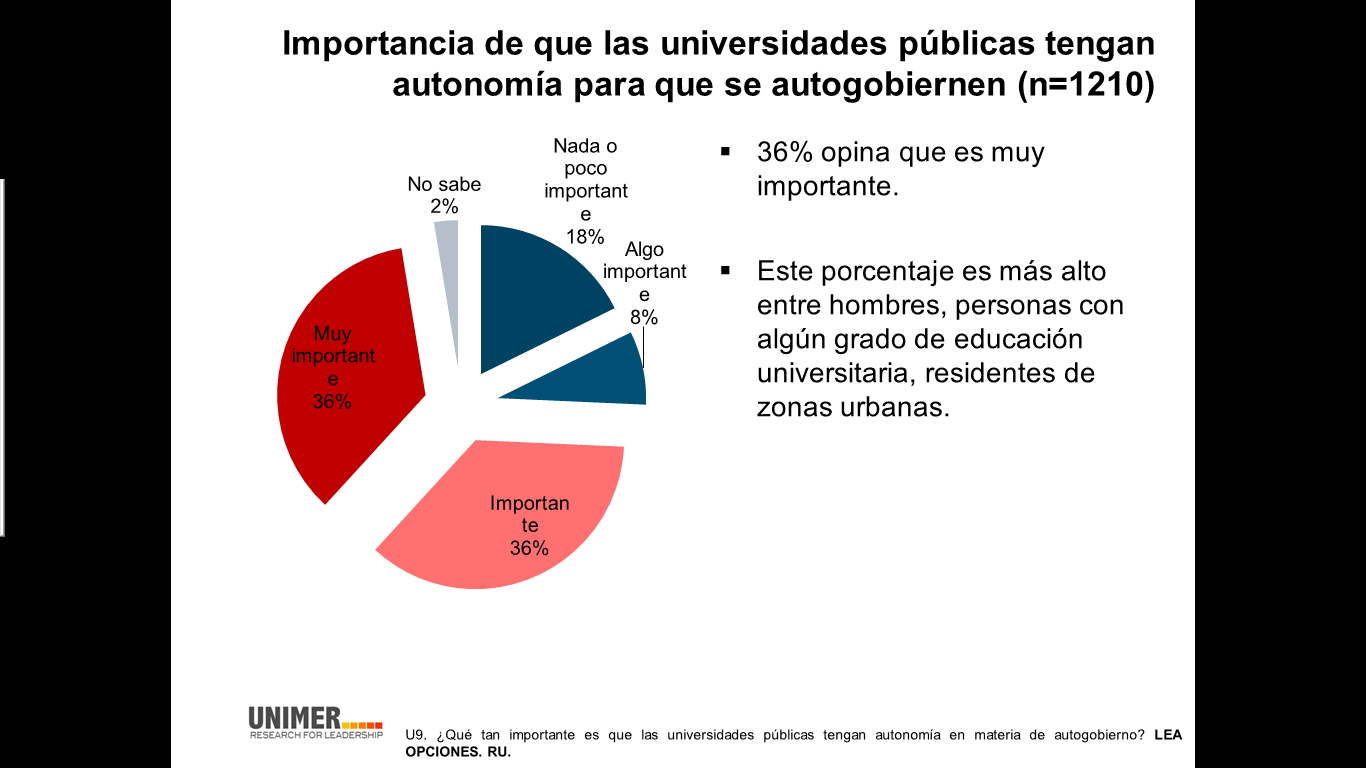 Importancia de que las universidades públicas tengan
autonomía para que se autogobiernen (n=1210)
Nada o
poco
important
e
18%
No sabe
2%
Algo
important
e
8%
Muy
important
e
36%
Importan
te
36%
▪ 36% opina que es muy
importante.
▪ Este porcentaje es más alto
entre hombres, personas con
algún grado de educación
universitaria, residentes de
zonas urbanas.
UNIMER
RESEARCH FOR LEADERSHIP
U9. ¿Qué tan importante es que las universidades públicas tengan autonomía en materia de autogobierno? LEA
OPCIONES. RU.